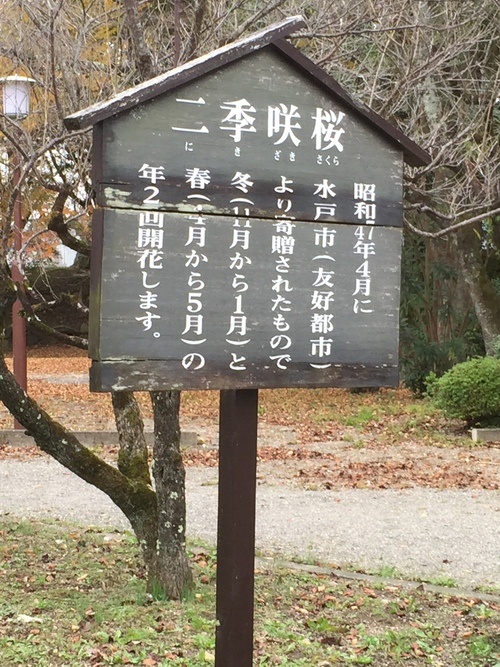 二季咲桜
に き ざき さくら
昭和47年4月に
水戸市（友好都市）
より寄贈されたもので
冬（11月から1月）と
春（4月から5月）の
年2回開花します。